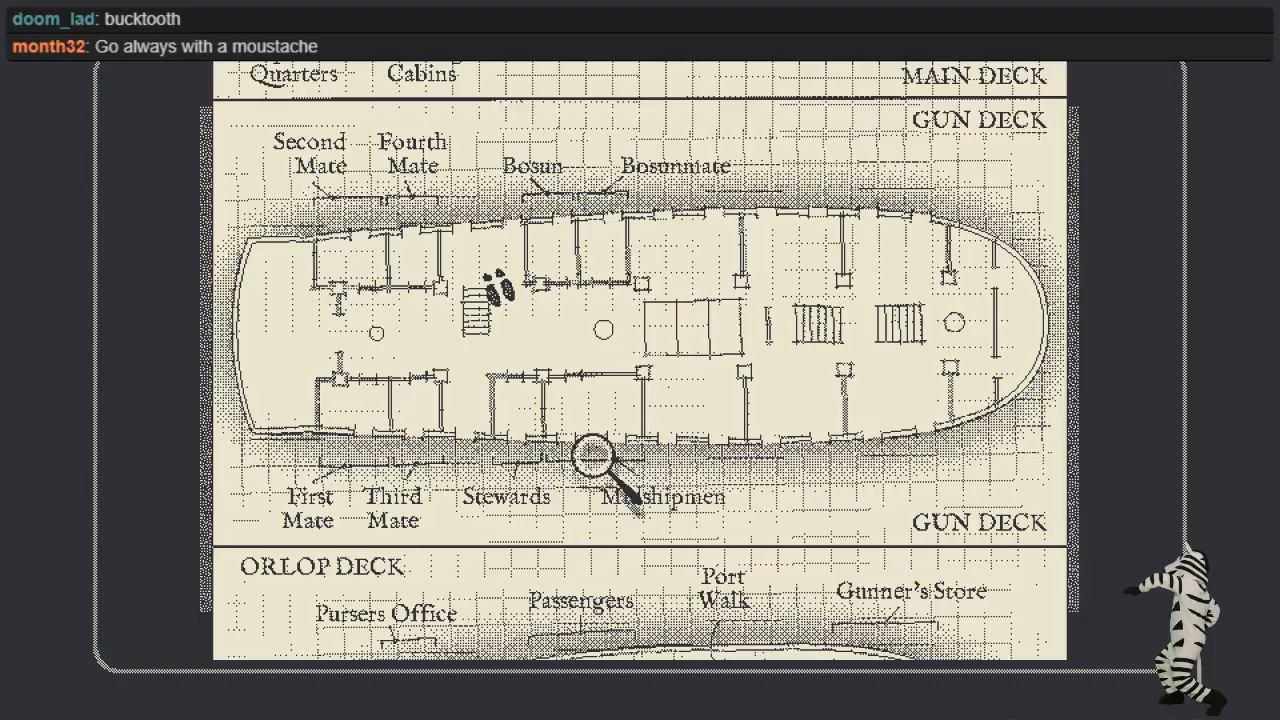 doom_lad: bucktooth
month32: Go always with a moustache
Quarters Cabins MAIN DECK
GUN DECK
Second Fourth
Mate Mate Bosun Bosunmate
First Third Stewards
Mate Mate GUN DECK
ORLOP DECK
Port
Pursers Office Passengers Walk Gunner's Store